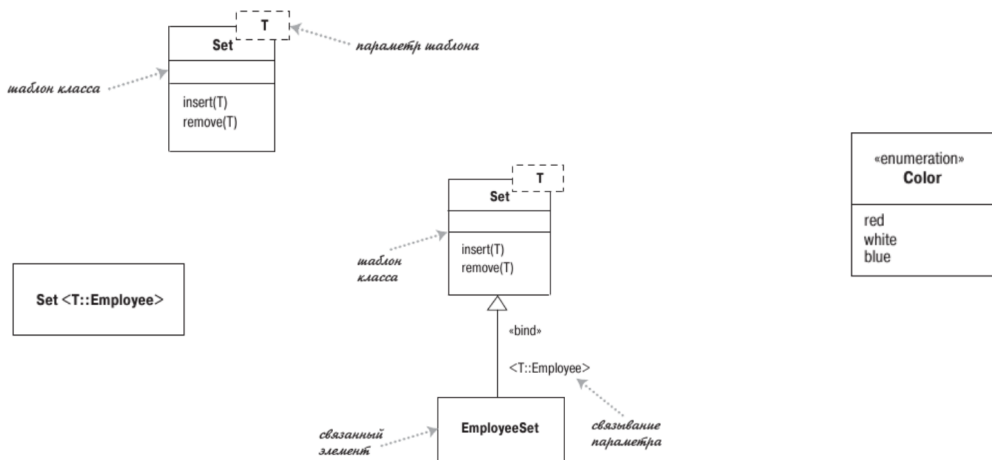 T
Set
параметр шаблона
шаблон класса
insert(T)
remove(T)
T
Set
insert(T)
remove(T)
шаблон
класса
«bind»
<T::Employee>
EmployeeSet
связанный
элемент
связывание
параметра
Set <T::Employee>
«enumeration»
Color
red
white
blue